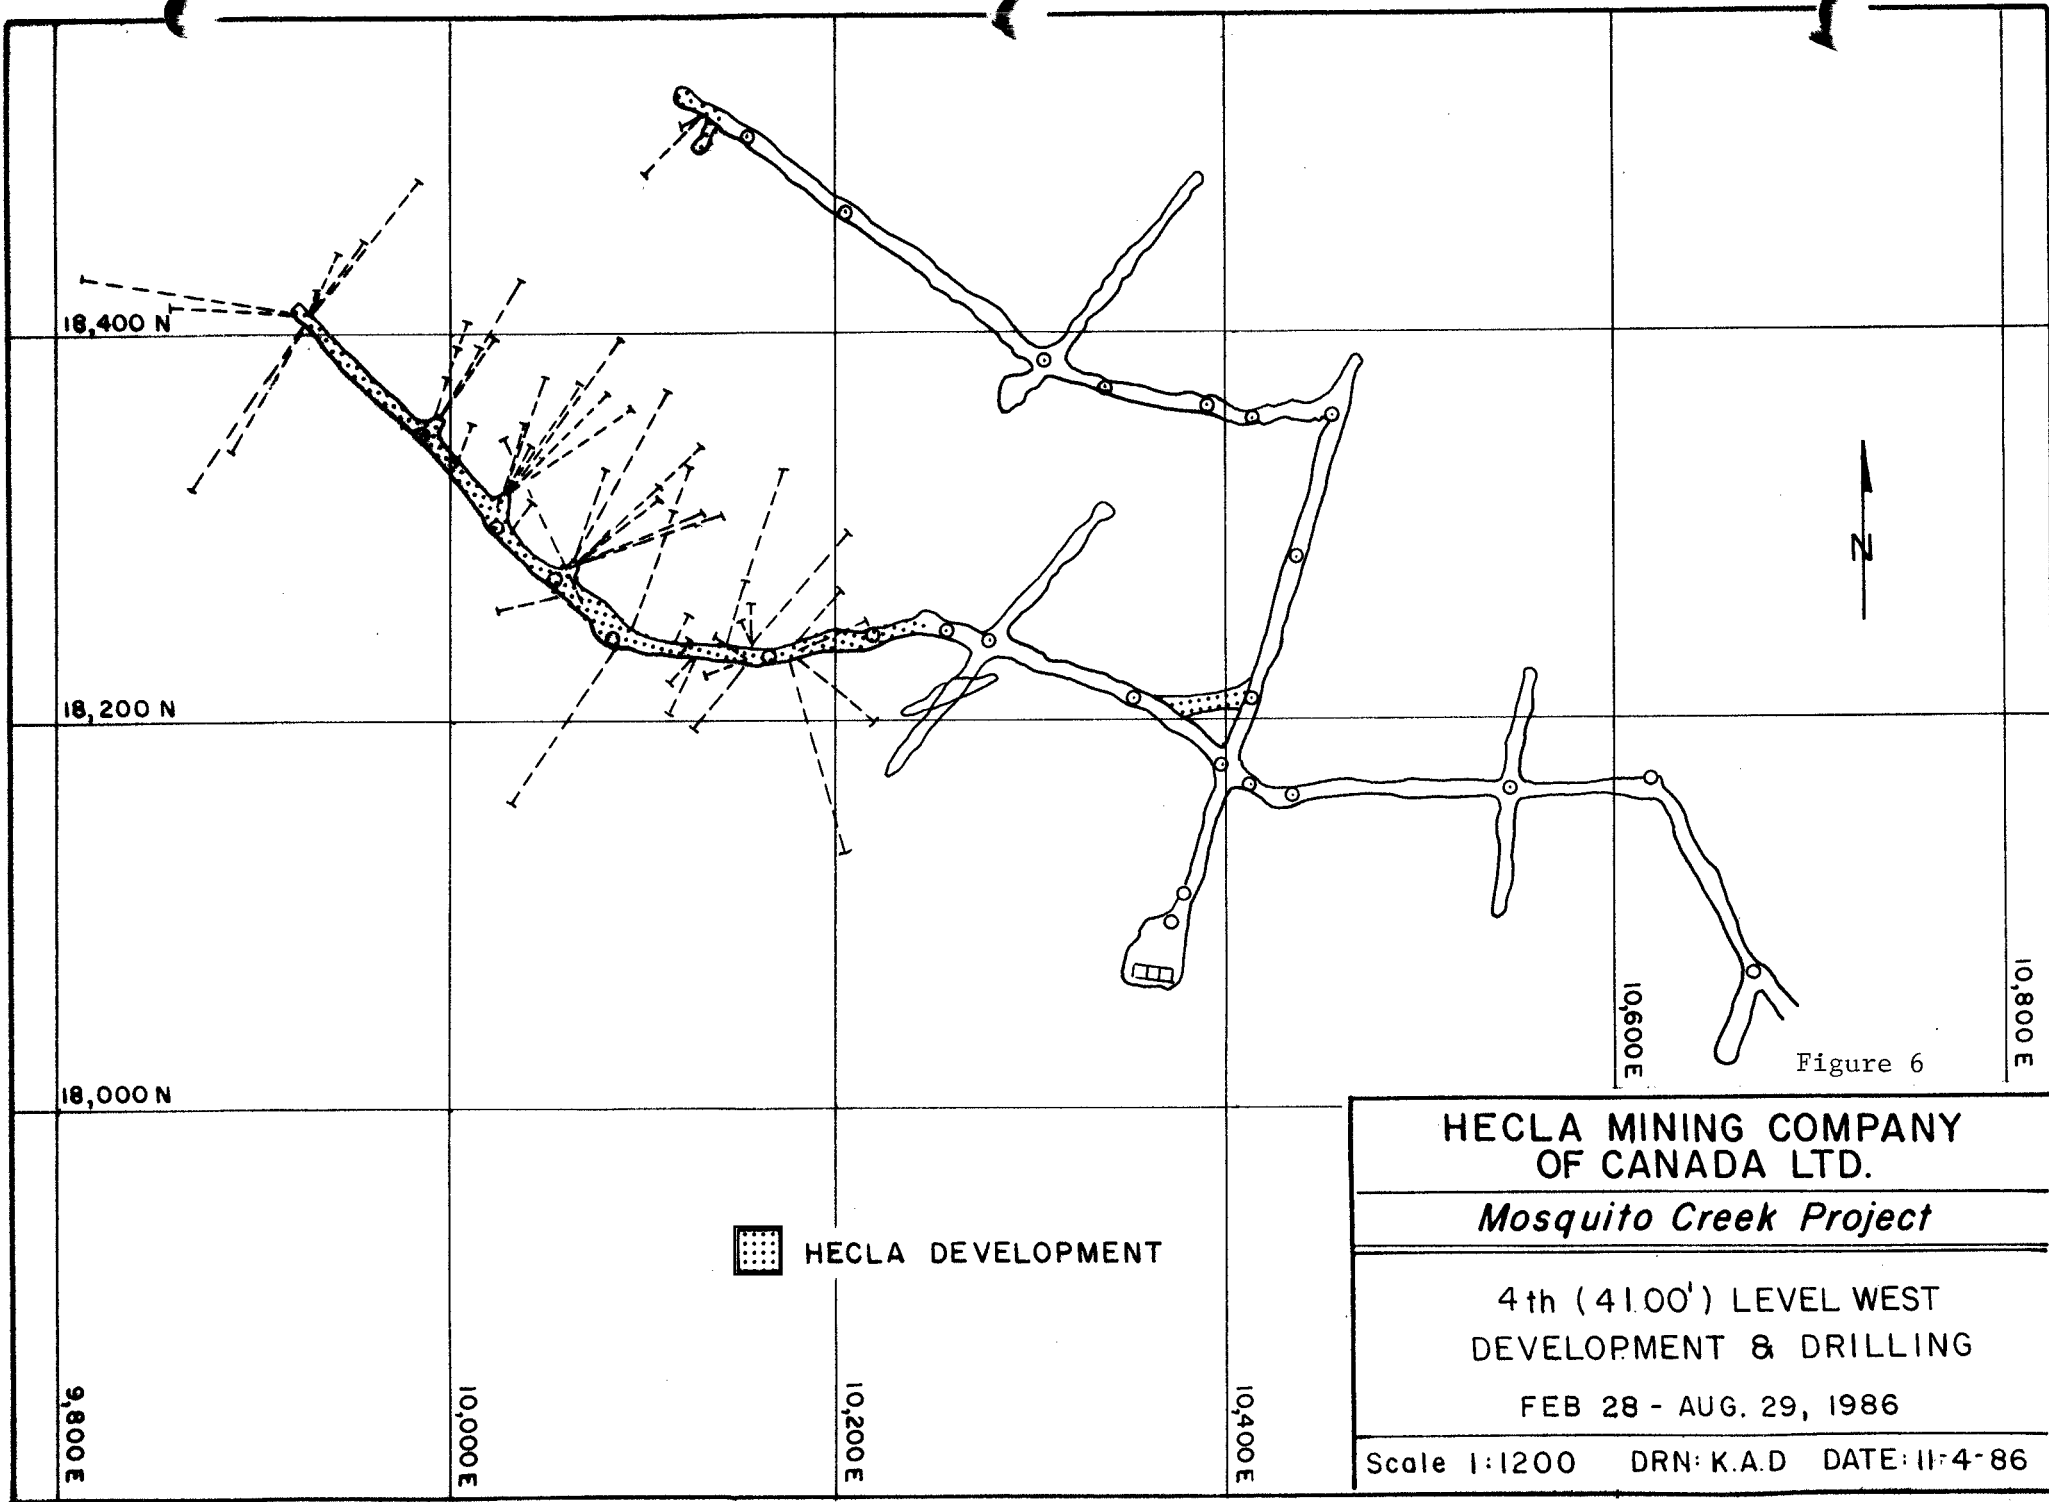 18,400 N
N
18,200 N
18,000 N
10,600 E
10,800 E
Figure 6
HECLA MINING COMPANY
OF CANADA LTD.
Mosquito Creek Project
HECLA DEVELOPMENT
4th (4100') LEVEL WEST
DEVELOPMENT & DRILLING
FEB 28 - AUG. 29, 1986
9,800 E
10,000 E
10,200 E
10,400 E
Scale 1:1200 DRN: K.A.D DATE: 11-4-86